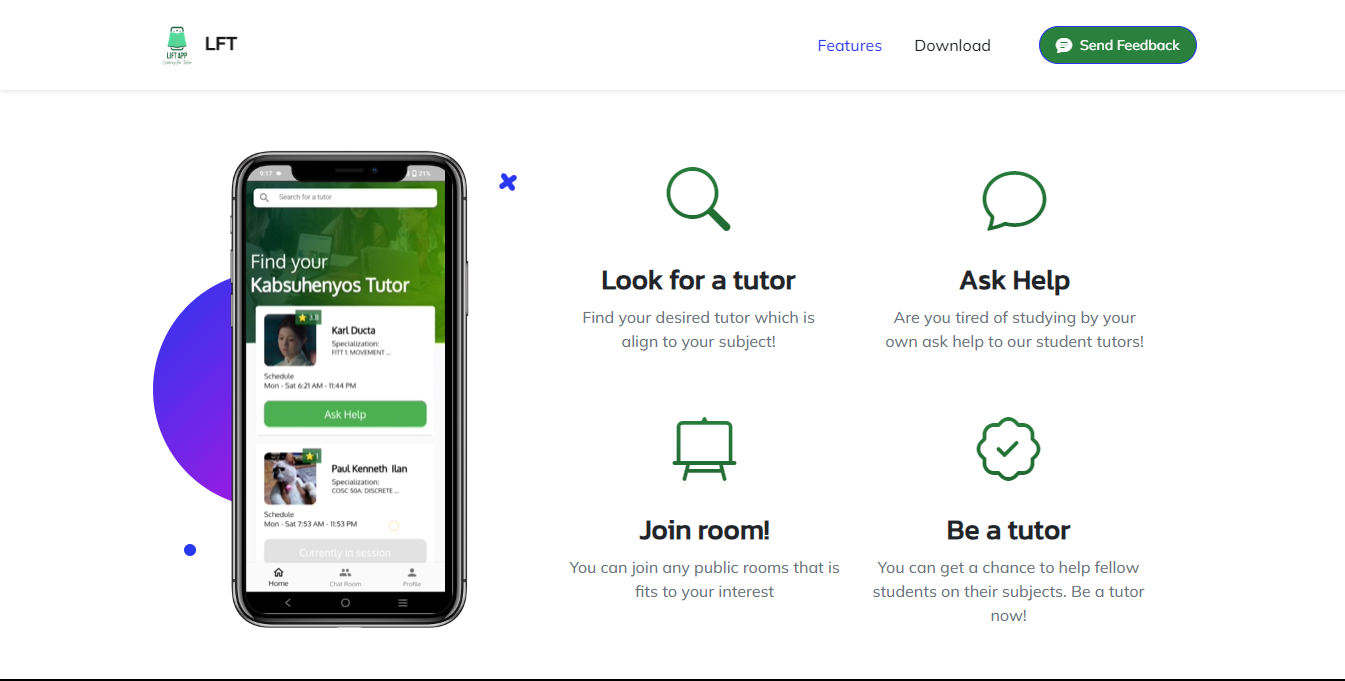 LIFT APP
Looking for Tutor
LFT
Features
Download
Send Feedback
9:17
21%
Search for a tutor
Find your
Kabsuhenyos Tutor
3.8
Karl Ducta
Specialization:
FITT 1: MOVEMENT ...
Schedule
Mon - Sat 6:21 AM - 11:44 PM
Ask Help
1
Paul Kenneth Ilan
Specialization:
COSC 50A: DISCRETE ...
Schedule
Mon - Sat 7:53 AM - 11:53 PM
Currently in session
Home
Chat Room
Profile
Look for a tutor
Find your desired tutor which is
align to your subject!
Ask Help
Are you tired of studying by your
own ask help to our student tutors!
Join room!
You can join any public rooms that is
fits to your interest
Be a tutor
You can get a chance to help fellow
students on their subjects. Be a tutor
now!